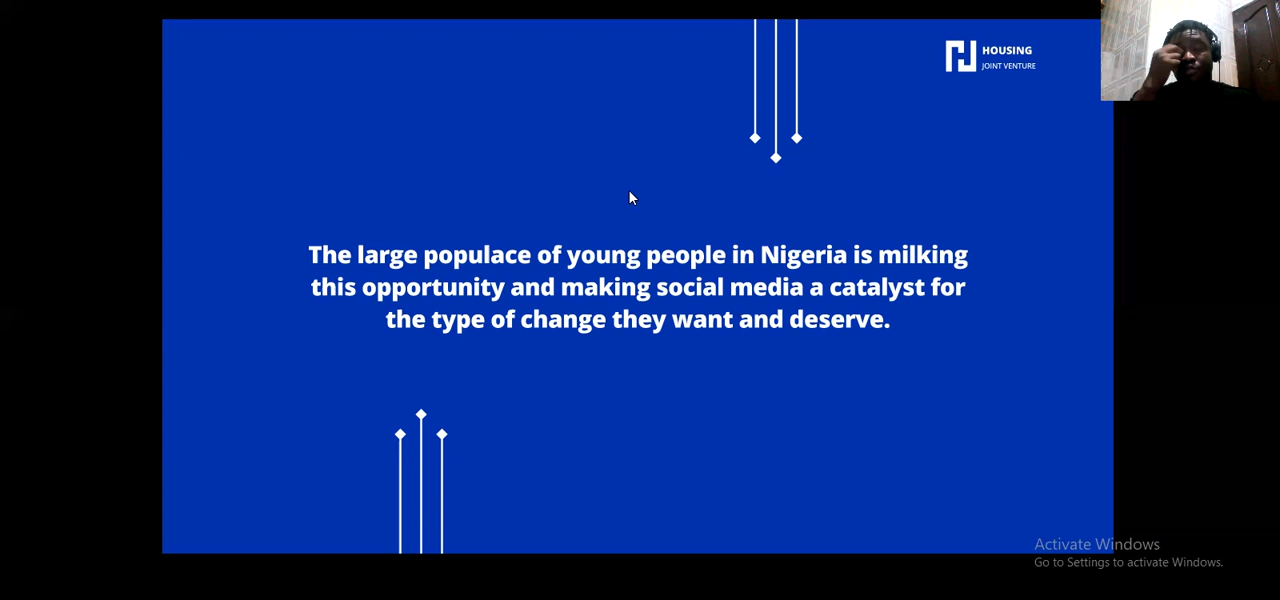 HOUSING
JOINT VENTURE
The large populace of young people in Nigeria is milking
this opportunity and making social media a catalyst for
the type of change they want and deserve.
Activate Windows
Go to Settings to activate Windows.